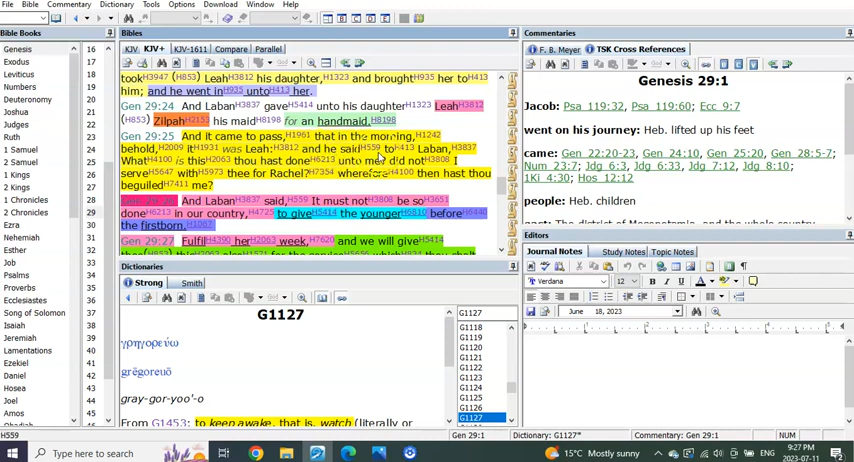 File View Commentary Dictionary Tools Options Download Window Help
Bible Books
Genesis
Exodus
Leviticus
Numbers
Deuteronomy
Joshua
Judges
Ruth
1 Samuel
2 Samuel
1 Kings
2 Kings
1 Chronicles
2 Chronicles
Ezra
Nehemiah
Esther
Job
Psalms
Proverbs
Ecclesiastes
Song of Solomon
Isaiah
Jeremiah
Lamentations
Ezekiel
Daniel
Hosea
Joel
Amos
16
17
18
19
20
21
22
23
24
25
26
27
28
29
30
31
32
33
34
35
36
37
38
39
40
41
42
43
44
45
46
Bibles
KJV KJV+ KJV-1611 Compare Parallel
took H3947 (H853) Leah H3812 his daughter, H1323 and brought H935 her to H413
him; and he went in H935 unto H413 her.
Gen 29:24 And Laban H3837 gave H5414 unto his daughter H1323 Leah H3812
(H853) Zilpah H2153 his maid H8198 for an handmaid. H8198
Gen 29:25 And it came to pass, H1961 that in the morning, H1242
behold, H2009 it H1931 was Leah: H3812 and he said H559 to H413 Laban, H3837
What H4100 is this H2063 thou hast done H6213 unto me? did not H3808 I
serve H5647 with H5973 thee for Rachel? H7354 wherefore H4100 then hast thou
beguiled H7411 me?
Gen 29:26 And Laban H3837 said, H559 It must not H3808 be so H3651
done H6213 in our country, H4725 to give H5414 the younger H6810 before H6440
the firstborn. H1067
Gen 29:27 Fulfil H4390 her H2063 week, H7620 and we will give H5414
Dictionaries
Strong Smith
G1127
γρηγορεύω
grēgoreuō
gray-gor-yoo'-o
From G1453; to keep awake, that is, watch (literally or
G1127
G1118
G1119
G1120
G1121
G1122
G1123
G1124
G1125
G1126
G1127
Commentaries
F. B. Meyer TSK Cross References
Genesis 29:1
Jacob: Psa 119:32, Psa 119:60; Ecc 9:7
went on his journey: Heb. lifted up his feet
came: Gen 22:20-23, Gen 24:10, Gen 25:20, Gen 28:5-7;
Num 23:7; Jdg 6:3, Jdg 6:33, Jdg 7:12, Jdg 8:10;
1Ki 4:30; Hos 12:12
people: Heb. children
Editors
Journal Notes Study Notes Topic Notes
Verdana 12 B I U A
June 18, 2023
H559
Gen 29:1 Dictionary: G1127* Commentary: Gen 29:1 NUM
Type here to search
15°C Mostly sunny
9:27 PM
2023-07-11